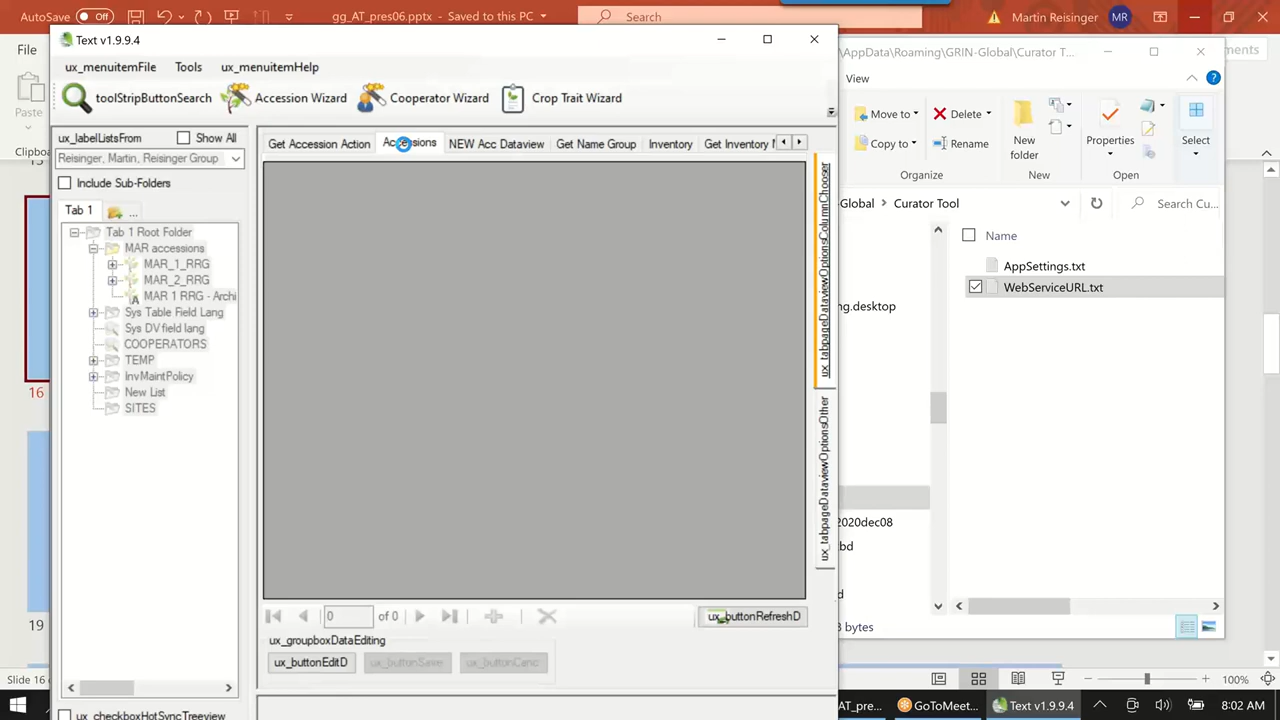 AutoSave Off gg_AT_pres06.pptx - Saved to this PC Search Martin Reisinger MR
File
Paste
Clipb
16
19
Slide 16 100%
Text v1.9.9.4
ux_menuitemFile Tools ux_menuitemHelp
toolStripButtonSearch Accession Wizard Cooperator Wizard Crop Trait Wizard
ux_labelListsFrom Show All
Reisinger, Martin, Reisinger Group
Include Sub-Folders
Tab 1 ...
Tab 1 Root Folder
MAR accessions
MAR_1_RRG
MAR_2_RRG
MAR 1 RRG - Archi
Sys Table Field Lang
Sys DV field lang
COOPERATORS
TEMP
InvMaintPolicy
New List
SITES
ux_checkboxHotSyncTreeview
Get Accession Action Accessions NEW Acc Dataview Get Name Group Inventory Get Inventory
ux_tabpageDataviewOptionsColumnChooser
ux_tabpageDataviewOptionsOther
0 of 0 ux_buttonRefreshD
ux_groupboxDataEditing
ux_buttonEditD ux_buttonSave ux_buttonCanc
/AppData/Roaming/GRIN-Global/Curator T...
ments
View
Move to Delete
Copy to Rename
New
folder
Properties
Select
Organize New Open
-Global Curator Tool Search Cu...
Name
AppSettings.txt
WebServiceURL.txt
ng.desktop
2020dec08
bd
d
3 bytes
AT_pre... GoToMeet... Text v1.9.9.4 8:02 AM